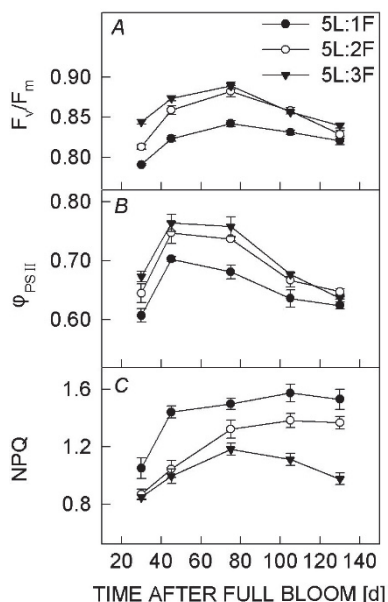 A
5L:1F
5L:2F
5L:3F
Fv/Fm
0.90
0.85
0.80
B
φPS II
0.80
0.70
0.60
C
NPQ
1.6
1.2
0.8
20 40 60 80 100 120 140
TIME AFTER FULL BLOOM [d]